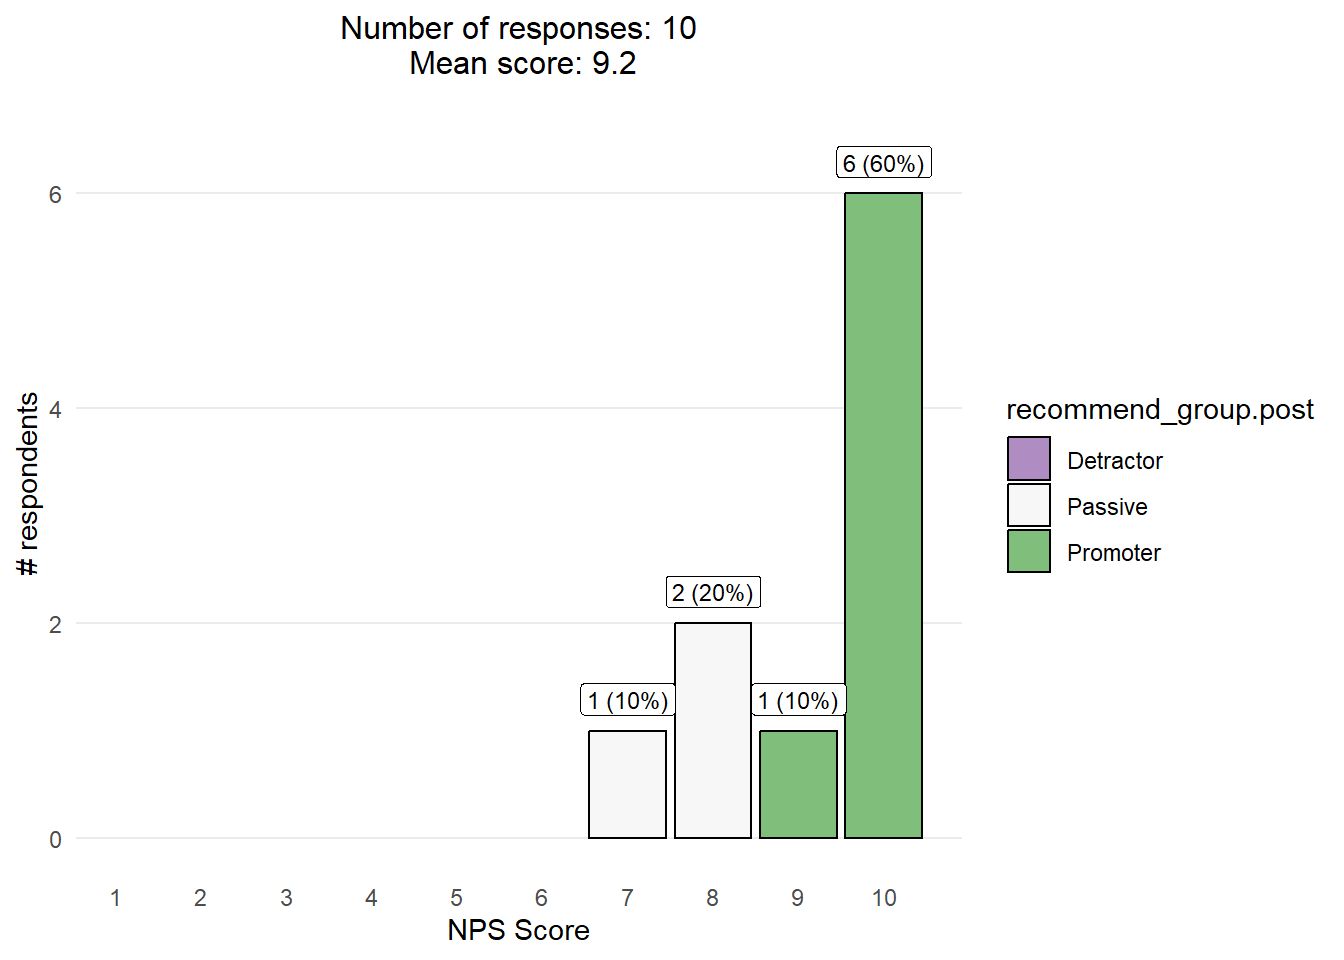 Number of responses: 10
Mean score: 9.2
6 (60%)
2 (20%)
1 (10%)
1 (10%)
# respondents
6
4
2
0
1 2 3 4 5 6 7 8 9 10
NPS Score
recommend_group.post
Detractor
Passive
Promoter